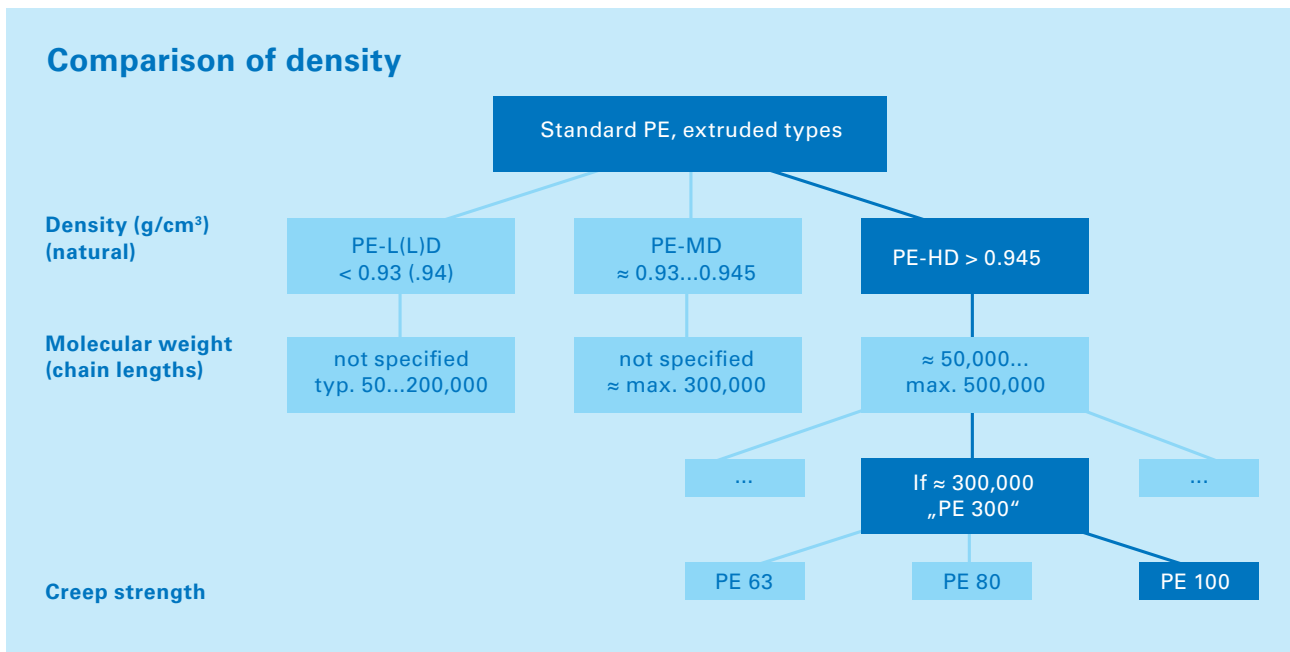 Comparison of density
Standard PE, extruded types
Density (g/cm³)
(natural)
PE-L(L)D
< 0.93 (.94)
PE-MD
≈ 0.93...0.945
PE-HD > 0.945
Molecular weight
(chain lengths)
not specified
typ. 50...200,000
not specified
≈ max. 300,000
≈ 50,000...
max. 500,000
...
If ≈ 300,000
„PE 300“
...
Creep strength
PE 63
PE 80
PE 100